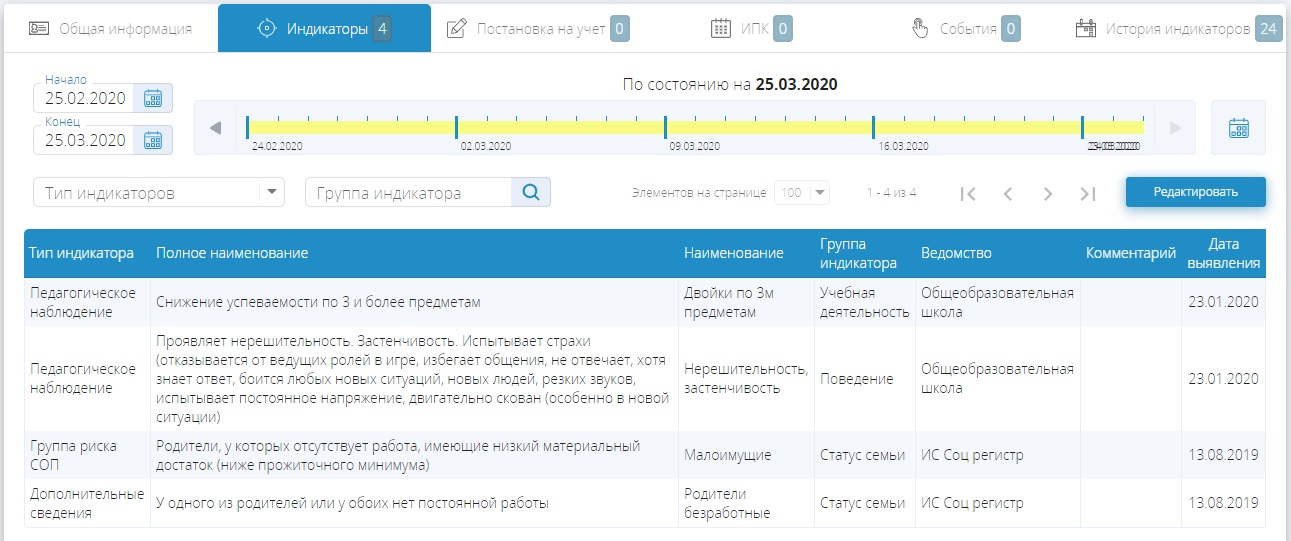 Общая информация
Индикаторы 4
Постановка на учет 0
ИПК 0
События 0
История индикаторов 24
Начало
25.02.2020
Конец
25.03.2020
По состоянию на 25.03.2020
24.02.2020 02.03.2020 09.03.2020 16.03.2020
Тип индикаторов
Группа индикатора
Элементов на странице 100
1 - 4 из 4
Редактировать
Тип индикатора
Полное наименование
Наименование
Группа
индикатора
Ведомство
Комментарий
Дата
выявления
Педагогическое
наблюдение
Снижение успеваемости по 3 и более предметам
Двойки по 3м
предметам
Учебная
деятельность
Общеобразовательная
школа
23.01.2020
Педагогическое
наблюдение
Проявляет нерешительность. Застенчивость. Испытывает страхи
(отказывается от ведущих ролей в игре, избегает общения, не отвечает, хотя
знает ответ, боится любых новых ситуаций, новых людей, резких звуков,
испытывает постоянное напряжение, двигательно скован (особенно в новой
ситуации)
Нерешительность,
застенчивость
Поведение
Общеобразовательная
школа
23.01.2020
Группа риска
СОП
Родители, у которых отсутствует работа, имеющие низкий материальный
достаток (ниже прожиточного минимума)
Малоимущие
Статус семьи
ИС Соц регистр
13.08.2019
Дополнительные
сведения
У одного из родителей или у обоих нет постоянной работы
Родители
безработные
Статус семьи
ИС Соц регистр
13.08.2019